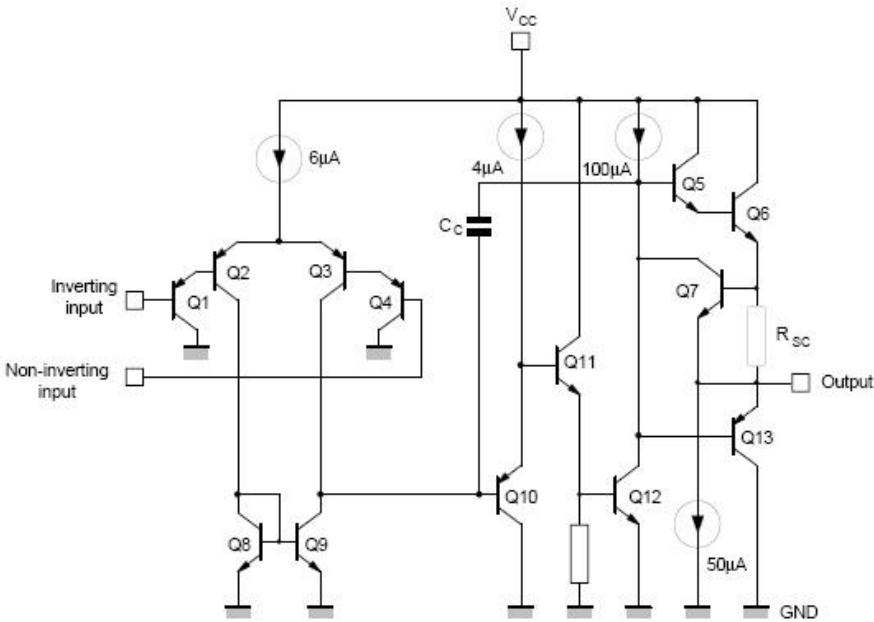 VCC
6μA
4μA
100μA
Q5
Q6
CC
Q2
Q3
Inverting
input
Q1
Q4
Q7
RSC
Non-inverting
input
Q11
Output
Q13
Q10
Q12
Q8
Q9
50μA
GND